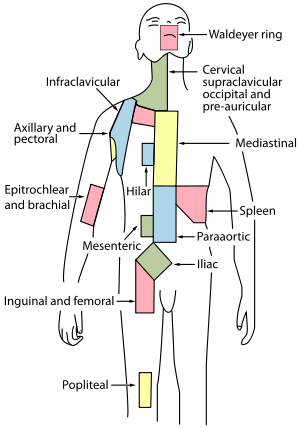 Waldeyer ring
Cervical
supraclavicular
occipital and
pre-auricular
Infraclavicular
Axillary and
pectoral
Mediastinal
Hilar
Epitrochlear
and brachial
Spleen
Mesenteric
Paraaortic
Iliac
Inguinal and femoral
Popliteal